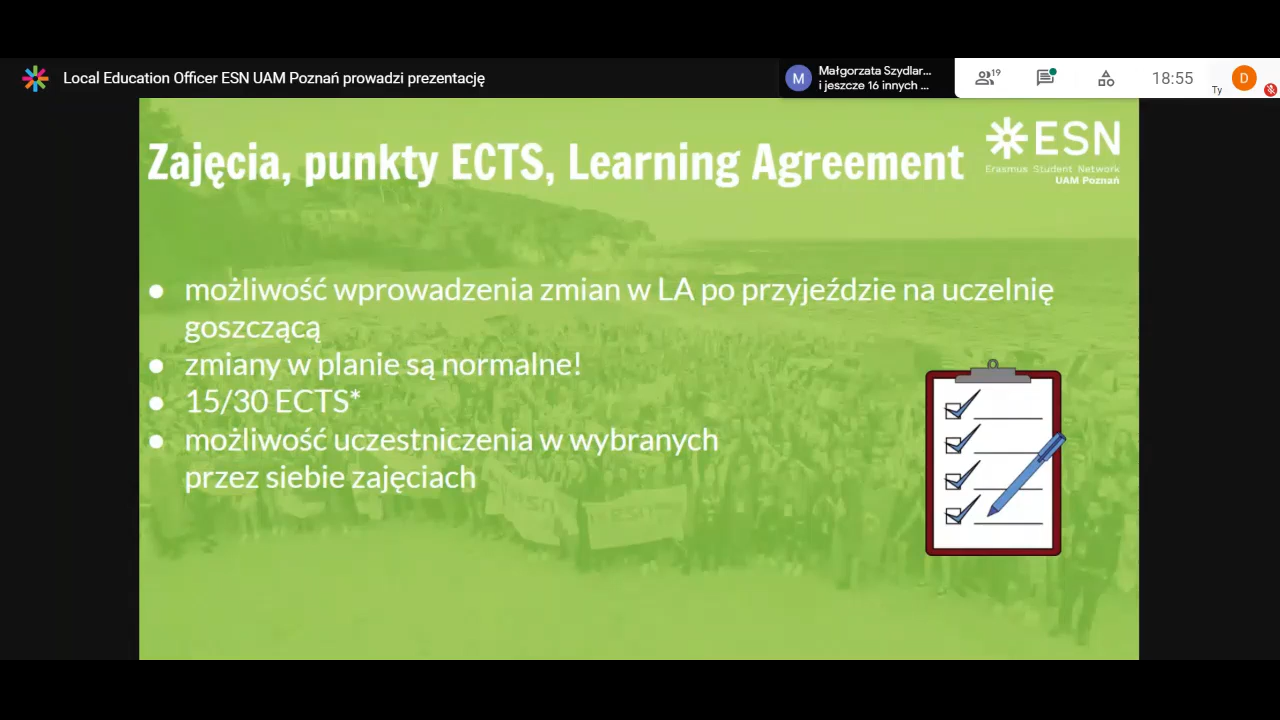 Local Education Officer ESN UAM Poznań prowadzi prezentację
M
Małgorzata Szydlar...
i jeszcze 16 innych ...
19
18:55
Ty
D
Zajęcia, punkty ECTS, Learning Agreement
ESN
Erasmus Student Network
UAM Poznań
● możliwość wprowadzenia zmian w LA po przyjeździe na uczelnię
goszczącą
● zmiany w planie są normalne!
● 15/30 ECTS*
● możliwość uczestniczenia w wybranych
przez siebie zajęciach